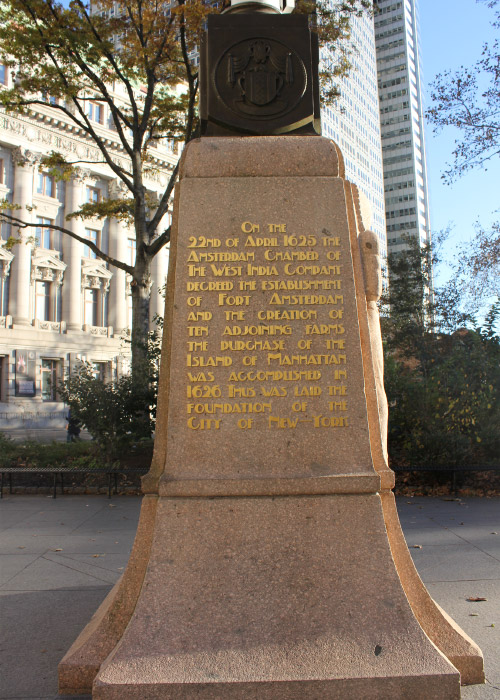 On the
22nd of April 1625 the
Amsterdam Chamber of
The West India Company
decreed the establishment
of Fort Amsterdam
and the creation of
ten adjoining farms
the purchase of the
Island of Manhattan
was accomplished in
1626 Thus was laid the
foundation of the
City of New-York